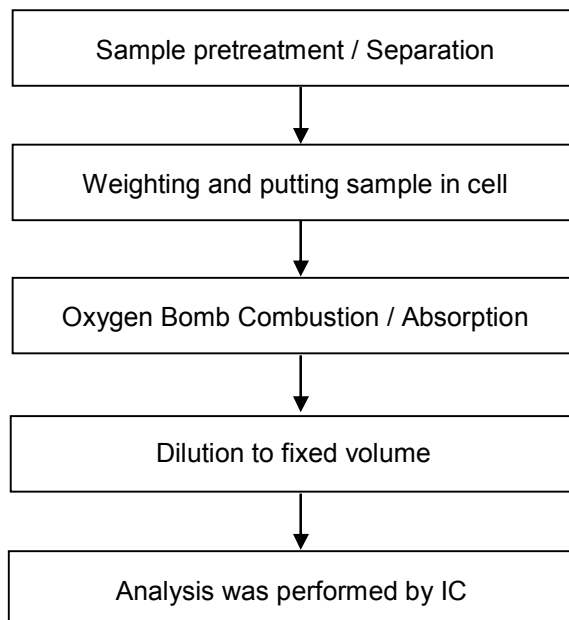 Sample pretreatment / Separation
Weighting and putting sample in cell
Oxygen Bomb Combustion / Absorption
Dilution to fixed volume
Analysis was performed by IC